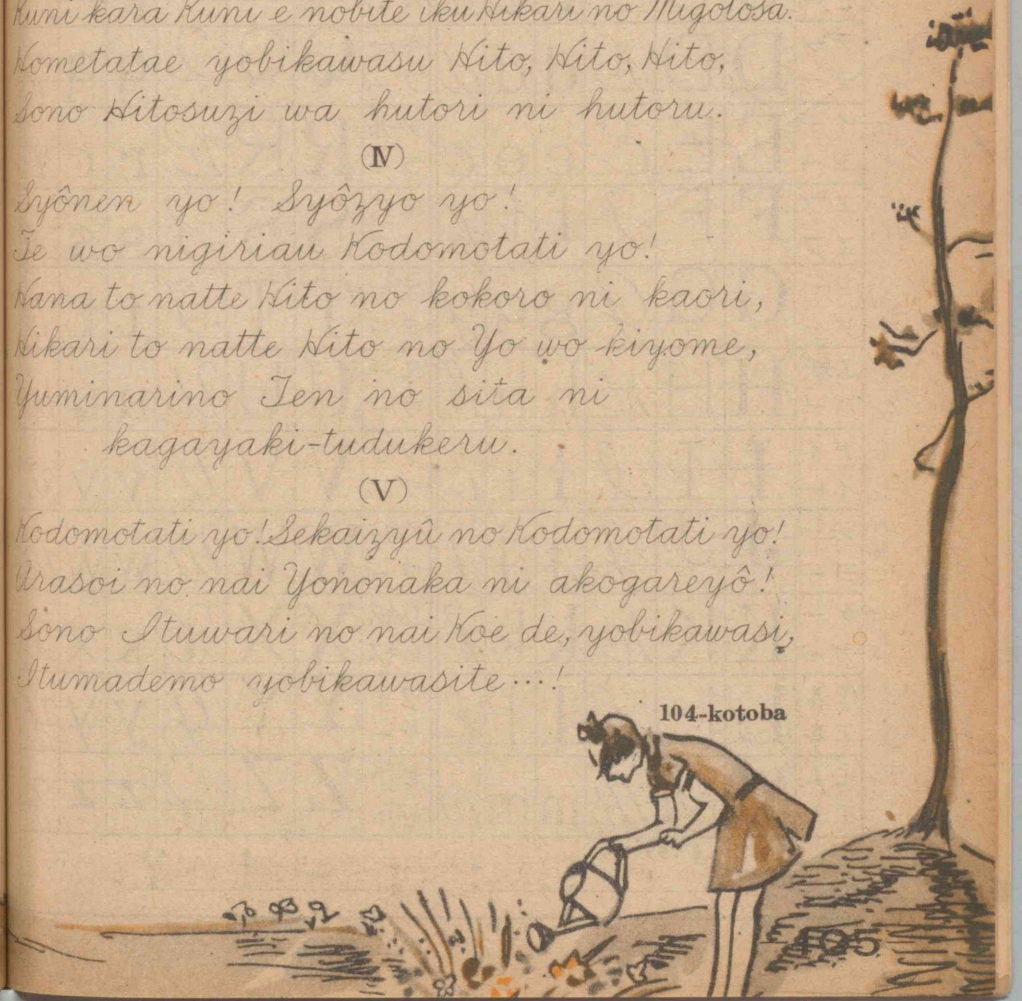 Kuni kara Kuni e nobite iku Hikari no Migotosa.
Hometatae yobikawasu Hito, Hito, Hito,
Sono Hitosuzi wa hutori ni hutoru.
(IV)
Syônen yo! Syôzyo yo!
Te wo nigiriau Kodomotati yo!
Hana to natte Hito no kokoro ni kaori,
Hikari to natte Hito no Yo wo kiyome,
Yuminarino Ten no sita ni
kagayaki-tudukeru.
(V)
Kodomotati yo! Sekaizyû no Kodomotati yo!
Arasoi no nai Yononaka ni akogareyô!
Sono Ituwari no nai Koe de, yobikawasi,
Itumademo yobikawasite...!
104-kotoba
105